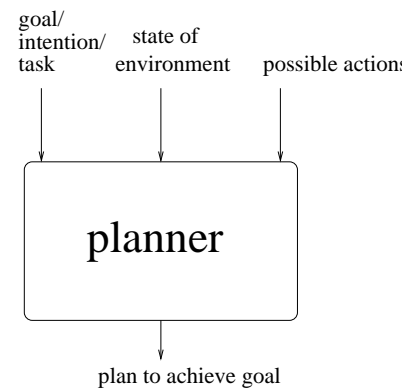 goal/
intention/
task
state of
environment
possible actions
planner
plan to achieve goal